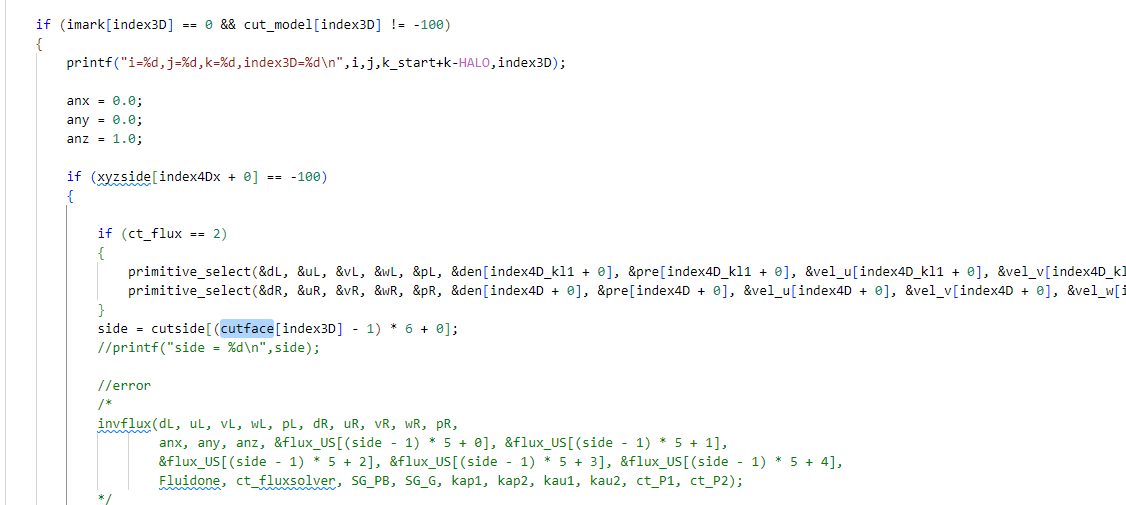 if (imark[index3D] == 0 && cut_model[index3D] != -100)
{
printf("i=%d,j=%d,k=%d,index3D=%d\n",i,j,k_start+k-HALO,index3D);
anx = 0.0;
any = 0.0;
anz = 1.0;
if (xyzside[index4Dx + 0] == -100)
{
if (ct_flux == 2)
{
primitive_select(&dL, &uL, &vL, &wL, &pL, &den[index4D_kl1 + 0], &pre[index4D_kl1 + 0], &vel_u[index4D_kl1 + 0], &vel_v[index4D_kl
primitive_select(&dR, &uR, &vR, &wR, &pR, &den[index4D + 0], &pre[index4D + 0], &vel_u[index4D + 0], &vel_v[index4D + 0], &vel_w[i
}
side = cutside[(cutface[index3D] - 1) * 6 + 0];
//printf("side = %d\n",side);
//error
/*
invflux(dL, uL, vL, wL, pL, dR, uR, vR, wR, pR,
anx, any, anz, &flux_US[(side - 1) * 5 + 0], &flux_US[(side - 1) * 5 + 1],
&flux_US[(side - 1) * 5 + 2], &flux_US[(side - 1) * 5 + 3], &flux_US[(side - 1) * 5 + 4],
Fluidone, ct_fluxsolver, SG_PB, SG_G, kap1, kap2, kau1, kau2, ct_P1, ct_P2);
*/